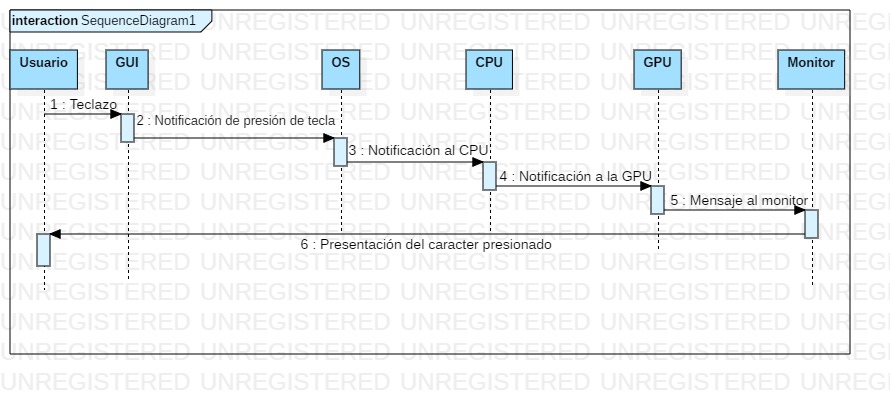 interaction SequenceDiagram1
Usuario GUI OS CPU GPU Monitor
1 : Teclazo
2 : Notificación de presión de tecla
3 : Notificación al CPU
4 : Notificación a la GPU
5 : Mensaje al monitor
6 : Presentación del caracter presionado
UNREGISTERED UNREGISTERED UNREGISTERED UNREGISTERED UNREGISTERED